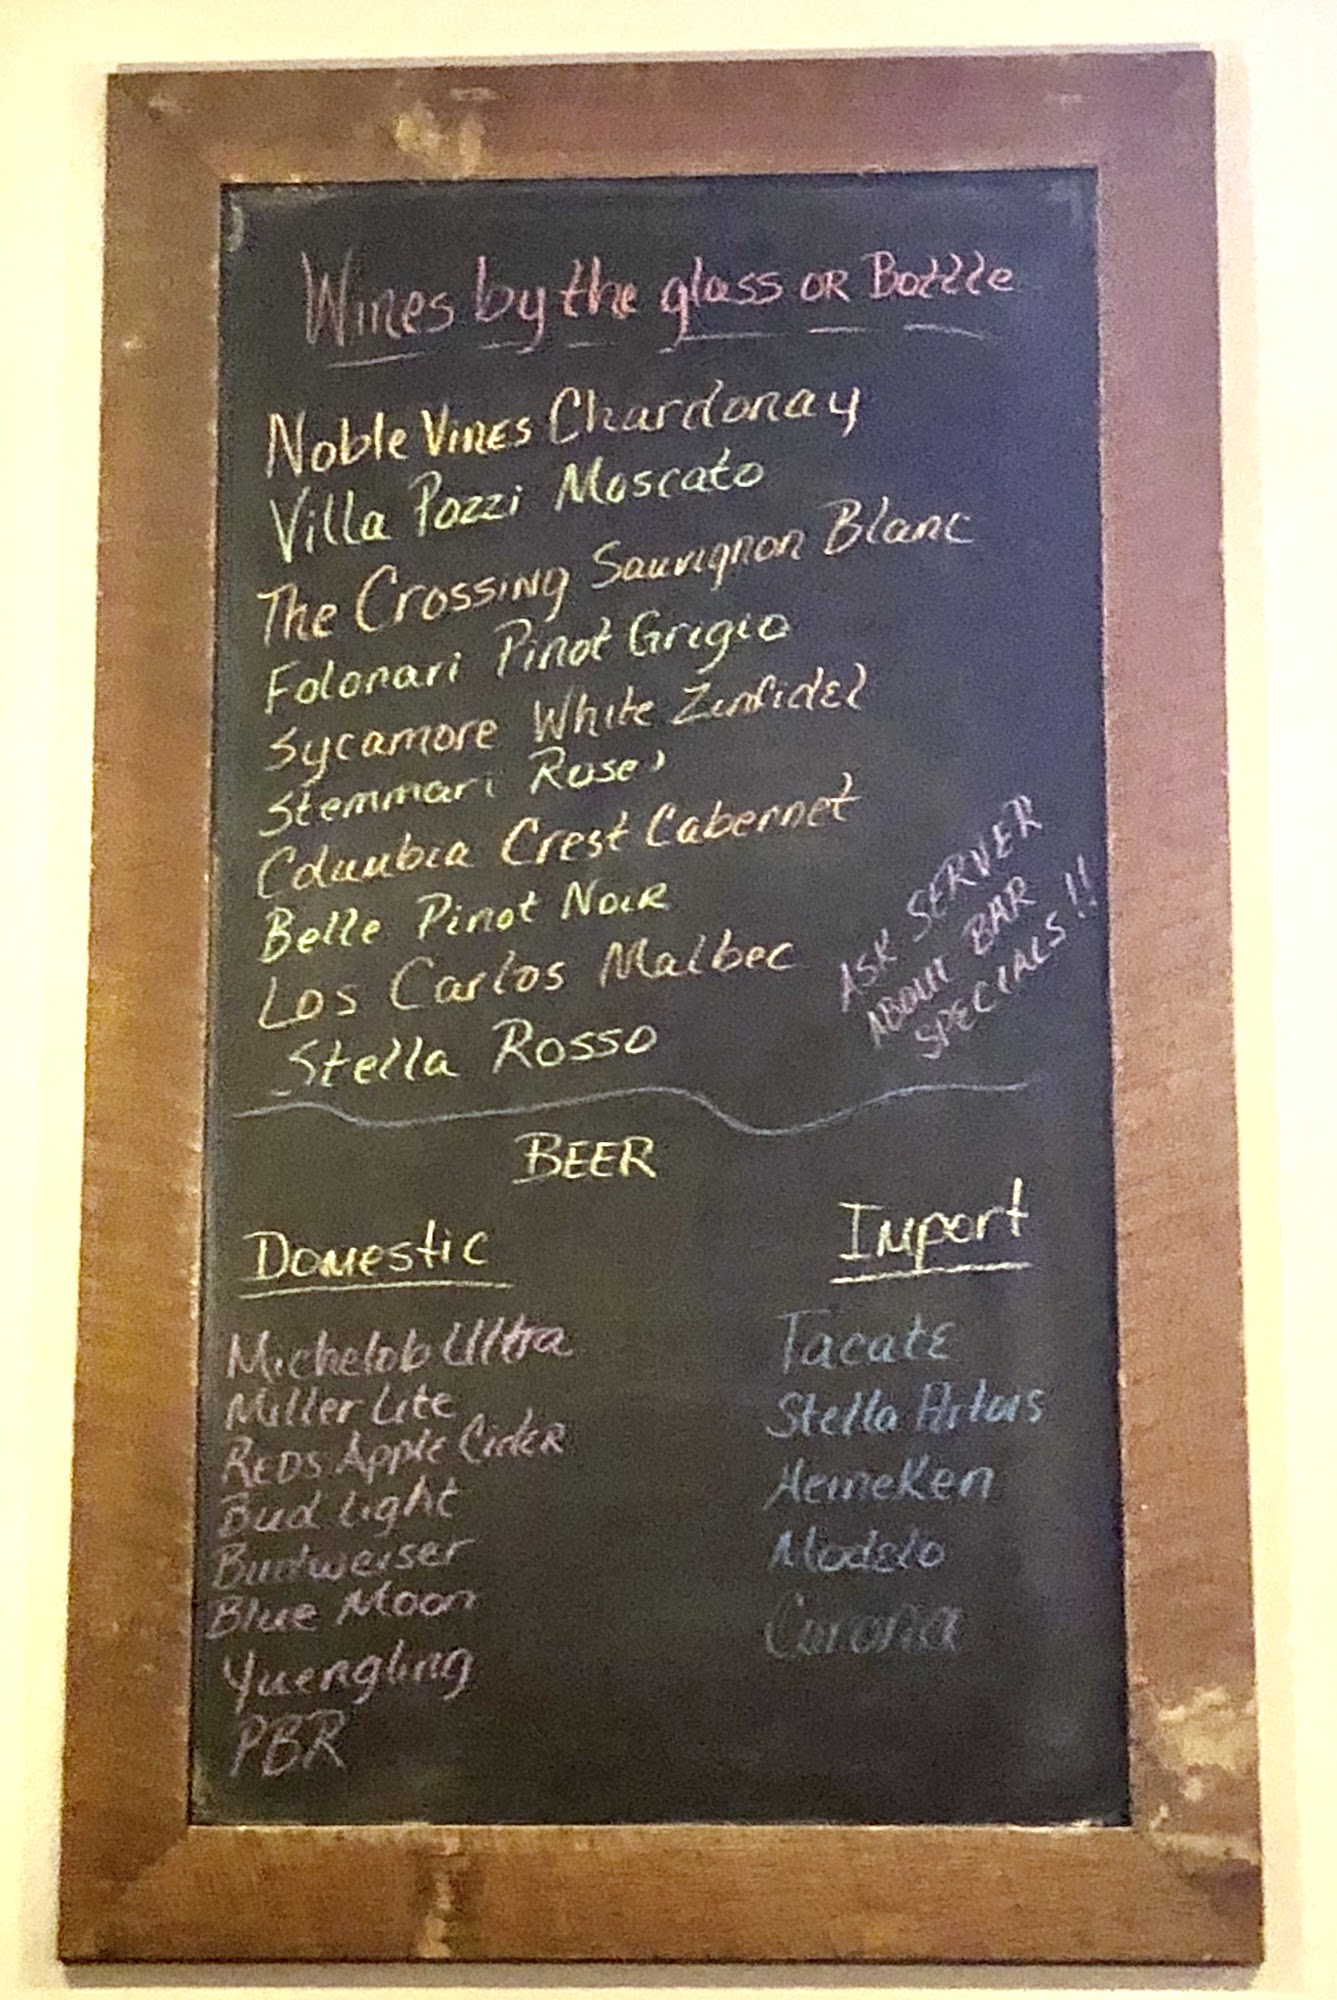 Wines by the glass OR Bottle
Noble Vines Chardonay
Villa Pozzi Moscato
The Crossing Sauvignon Blanc
Folonari Pinot Grigio
Sycamore White Zinfidel
Stemmari Rose'
Columbia Crest Cabernet
Belle Pinot Noir
Los Carlos Malbec
Stella Rosso
ASK SERVER
ABOUT BAR
SPECIALS!!
BEER
Domestic
Michelob Ultra
Miller Lite
REDS Apple Cider
Bud Light
Budweiser
Blue Moon
Yuengling
PBR
Import
Tacate
Stella Artois
Heineken
Modelo
Corona